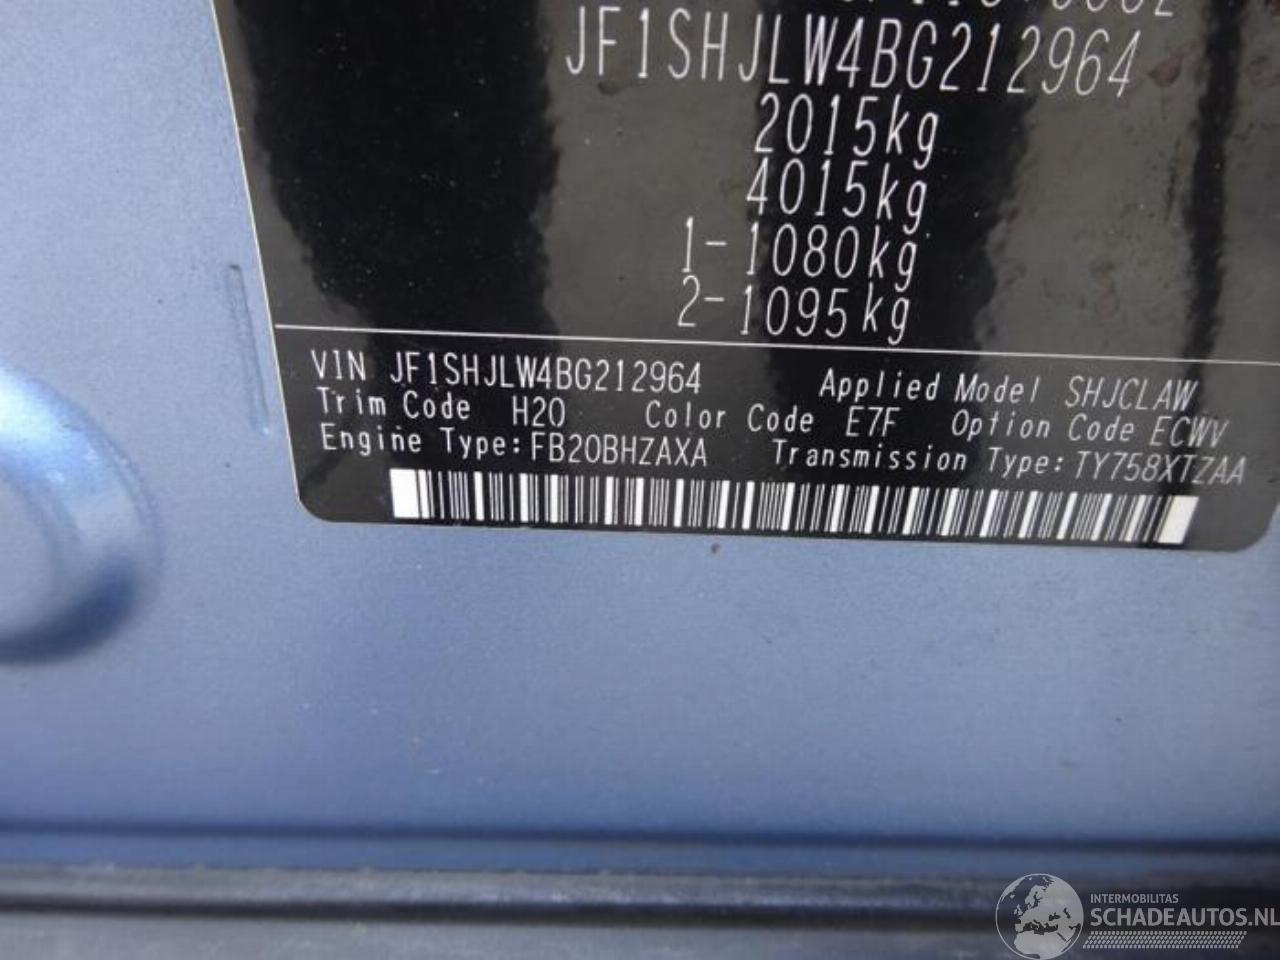 JF1SHJLW4BG212964
2015kg
4015kg
1-1080kg
2-1095kg
VIN JF1SHJLW4BG212964 Applied Model SHJCLAW
Trim Code H20 Color Code E7F Option Code ECWV
Engine Type:FB20BHZAXA Transmission Type:TY758XTZAA
INTERMOBILITAS
SCHADEAUTOS.NL